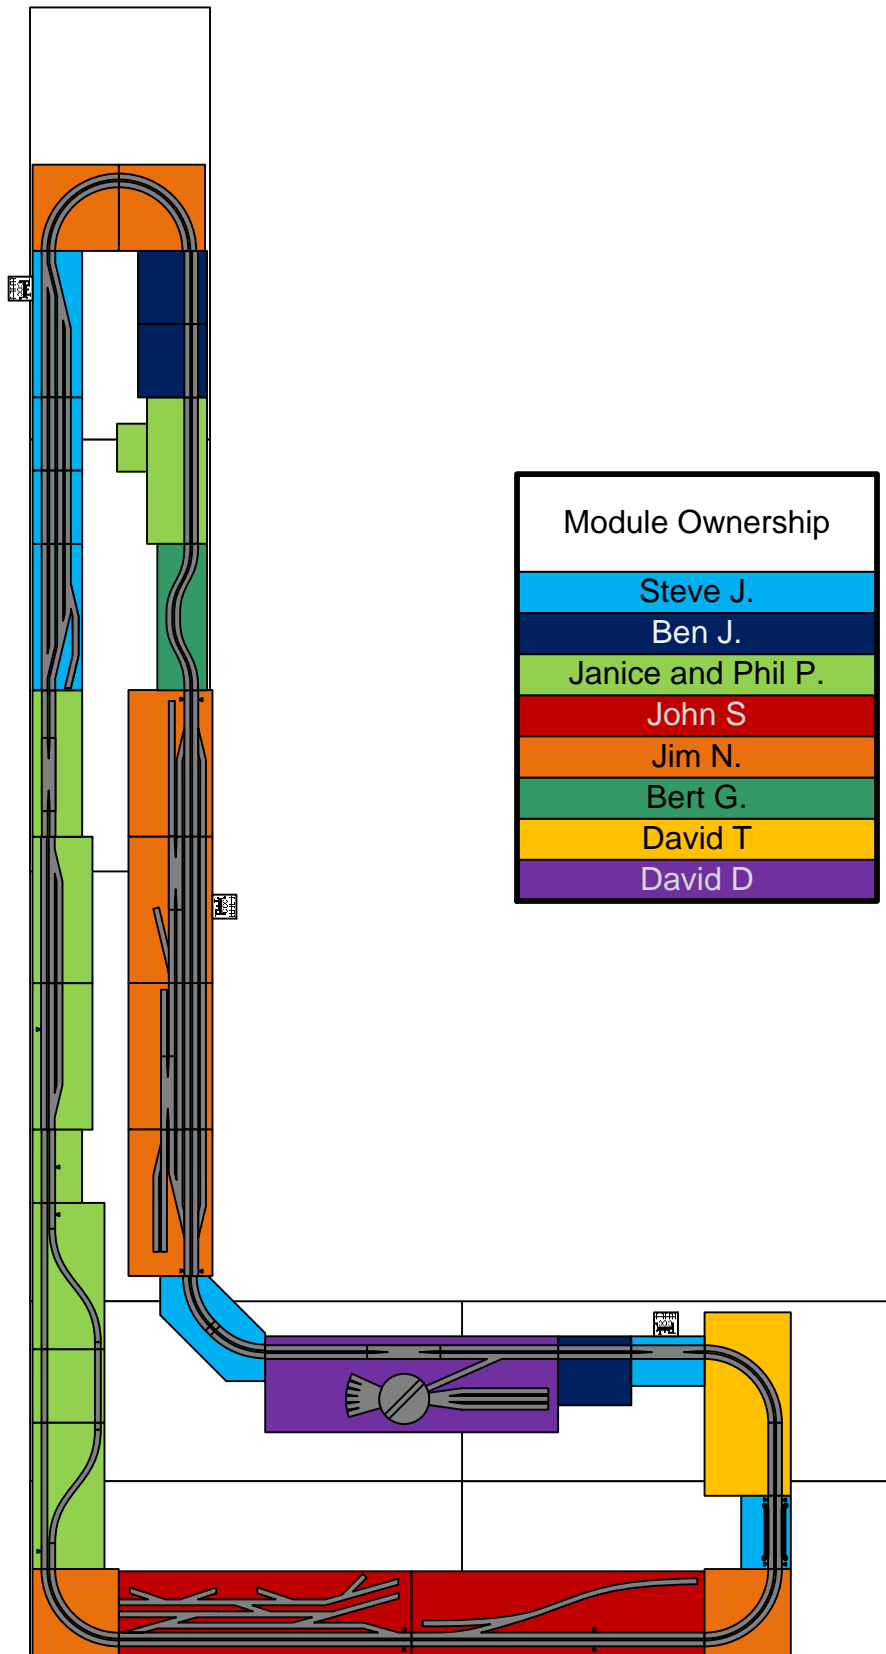 Module Ownership
Steve J.
Ben J.
Janice and Phil P.
John S
Jim N.
Bert G.
David T
David D